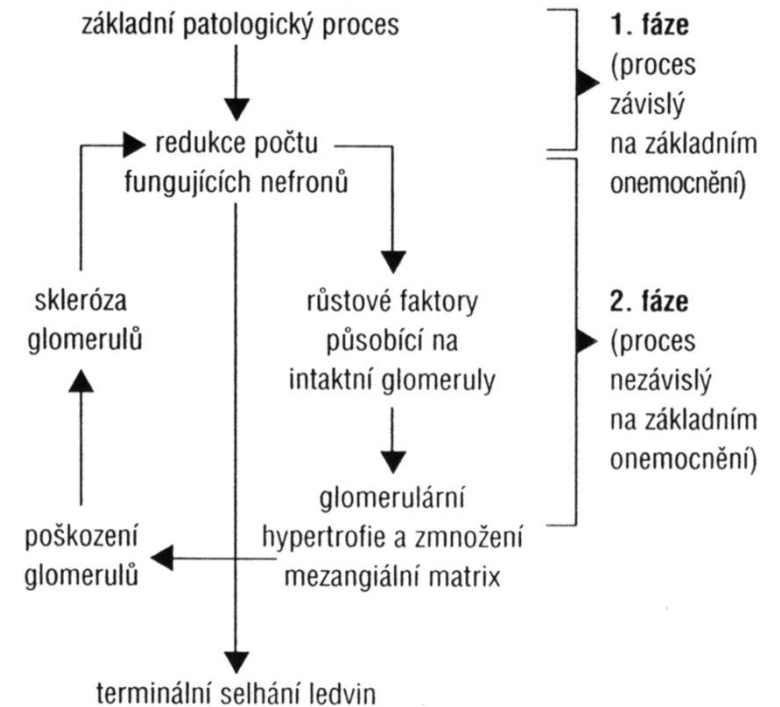 základní patologický proces
redukce počtu
fungujících nefronů
růstové faktory
působící na
intaktní glomeruly
glomerulární
hypertrofie a zmnožení
mezangiální matrix
poškození
glomerulů
skleróza
glomerulů
terminální selhání ledvin
1. fáze
(proces
závislý
na základním
onemocnění)
2. fáze
(proces
nezávislý
na základním
onemocnění)